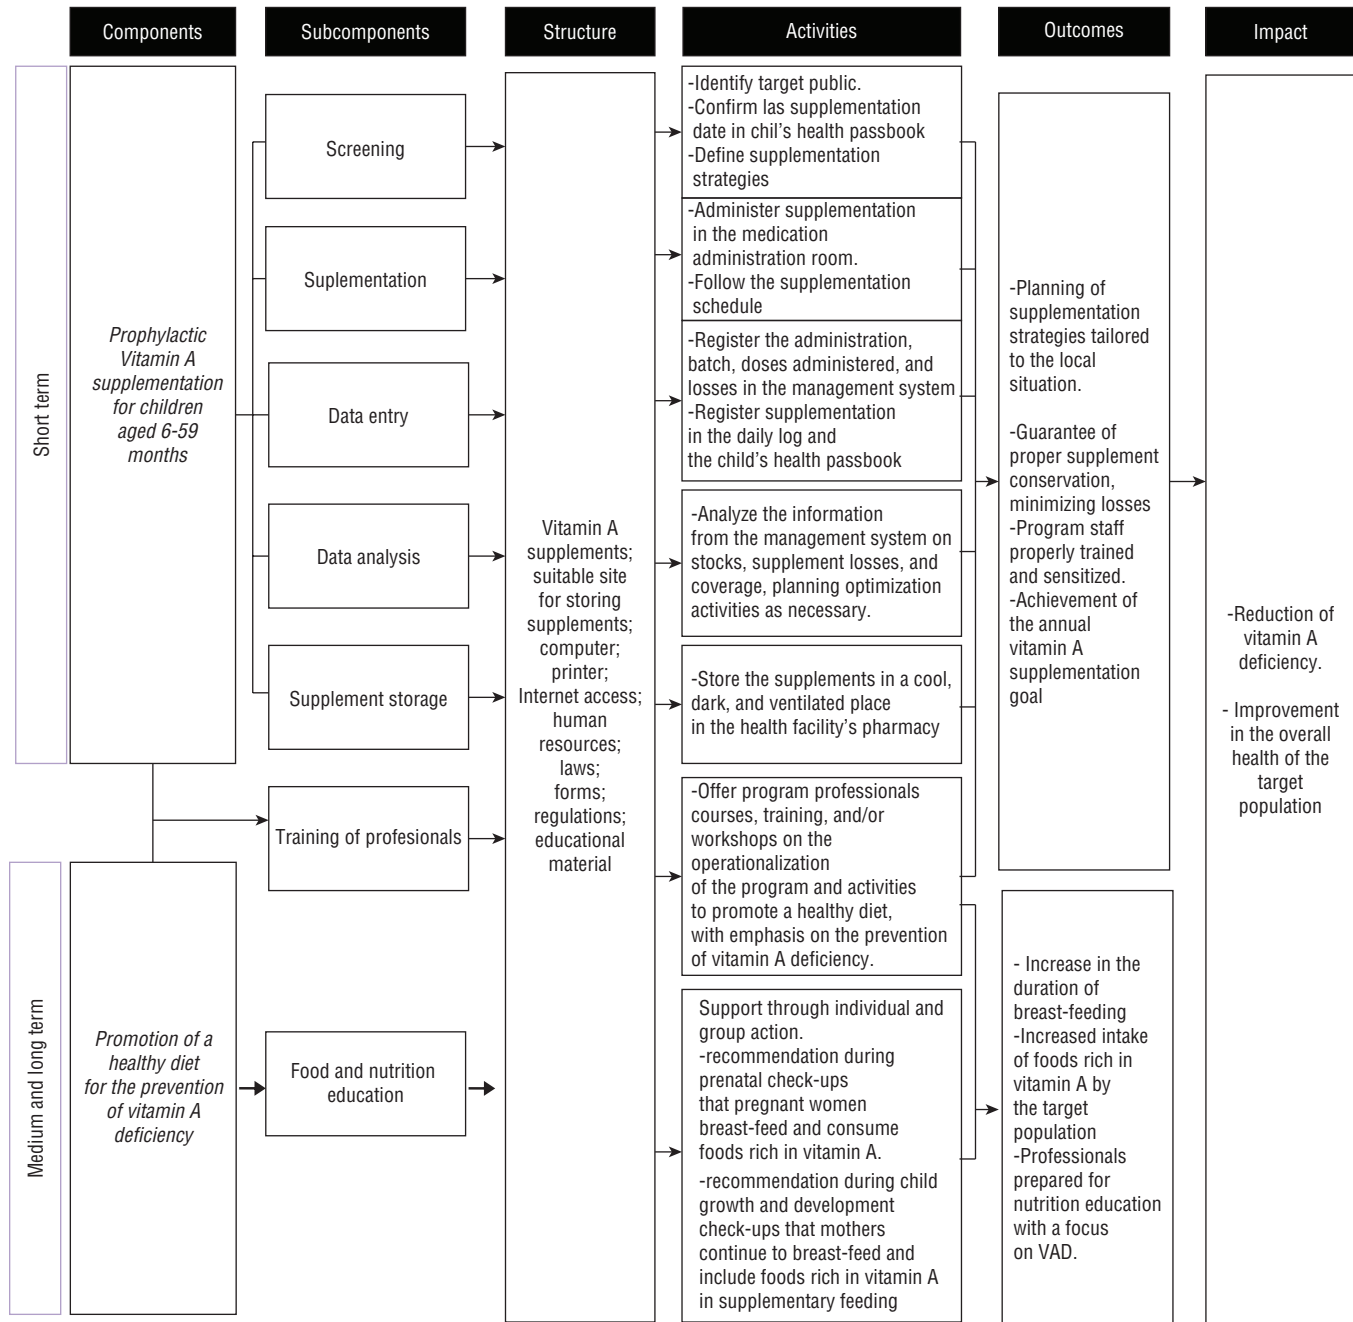 Components
Subcomponents
Structure
Activities
Outcomes
Impact
Short term
Prophylactic
Vitamin A
supplementation
for children
aged 6-59
months
Screening
Suplementation
Data entry
Data analysis
Supplement storage
Training of profesionals
Medium and long term
Promotion of a
healthy diet
for the prevention
of vitamin A
deficiency
Food and nutrition
education
Vitamin A
supplements;
suitable site
for storing
supplements;
computer;
printer;
Internet access;
human
resources;
laws;
forms;
regulations;
educational
material
-Identify target public.
-Confirm las supplementation
date in chil's health passbook
-Define supplementation
strategies
-Administer supplementation
in the medication
administration room.
-Follow the supplementation
schedule
-Register the administration,
batch, doses administered, and
losses in the management system
-Register supplementation
in the daily log and
the child's health passbook
-Analyze the information
from the management system on
stocks, supplement losses, and
coverage, planning optimization
activities as necessary.
-Store the supplements in a cool,
dark, and ventilated place
in the health facility's pharmacy
-Offer program professionals
courses, training, and/or
workshops on the
operationalization
of the program and activities
to promote a healthy diet,
with emphasis on the prevention
of vitamin A deficiency.
Support through individual and
group action.
-recommendation during
prenatal check-ups
that pregnant women
breast-feed and consume
foods rich in vitamin A.
-recommendation during child
growth and development
check-ups that mothers
continue to breast-feed and
include foods rich in vitamin A
in supplementary feeding
-Planning of
supplementation
strategies tailored
to the local
situation.
-Guarantee of
proper supplement
conservation,
minimizing losses
-Program staff
properly trained
and sensitized.
-Achievement of
the annual
vitamin A
supplementation
goal
- Increase in the
duration of
breast-feeding
-Increased intake
of foods rich in
vitamin A by
the target
population
-Professionals
prepared for
nutrition education
with a focus
on VAD.
-Reduction of
vitamin A
deficiency.
- Improvement
in the overall
health of the
target
population